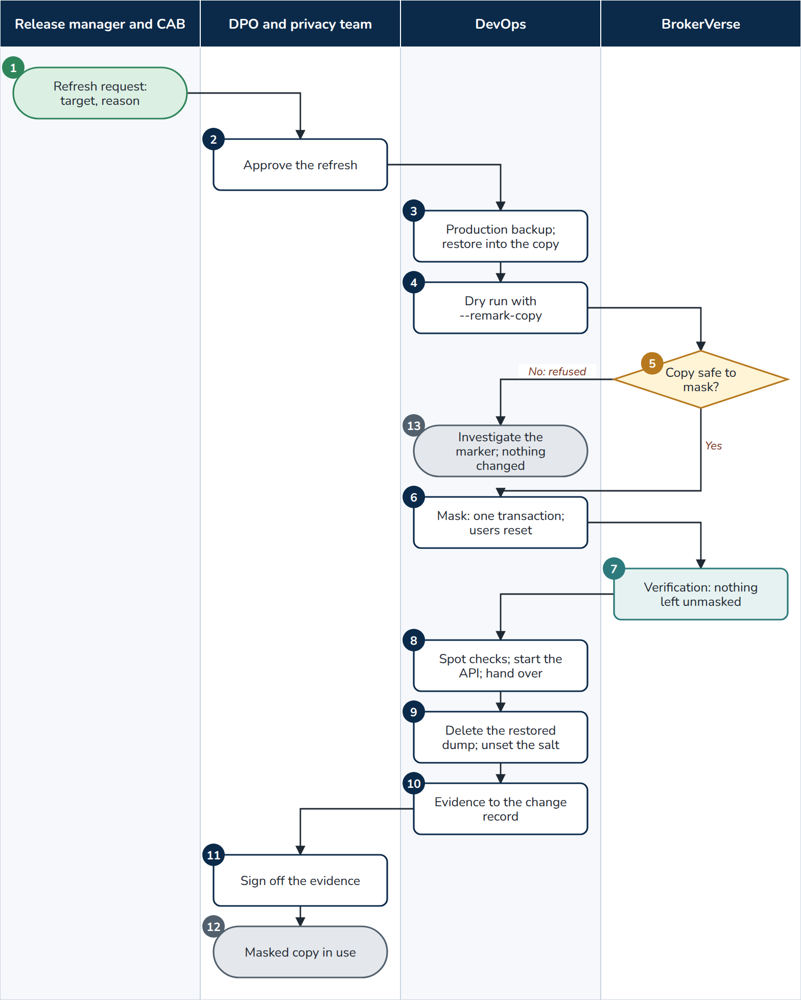 Release manager and CAB
DPO and privacy team
DevOps
BrokerVerse
1
Refresh request:
target, reason
2
Approve the refresh
3
Production backup;
restore into the copy
4
Dry run with
--remark-copy
5
Copy safe to
mask?
No: refused
Yes
13
Investigate the
marker; nothing
changed
6
Mask: one transaction;
users reset
7
Verification: nothing
left unmasked
8
Spot checks; start the
API; hand over
9
Delete the restored
dump; unset the salt
10
Evidence to the change
record
11
Sign off the evidence
12
Masked copy in use